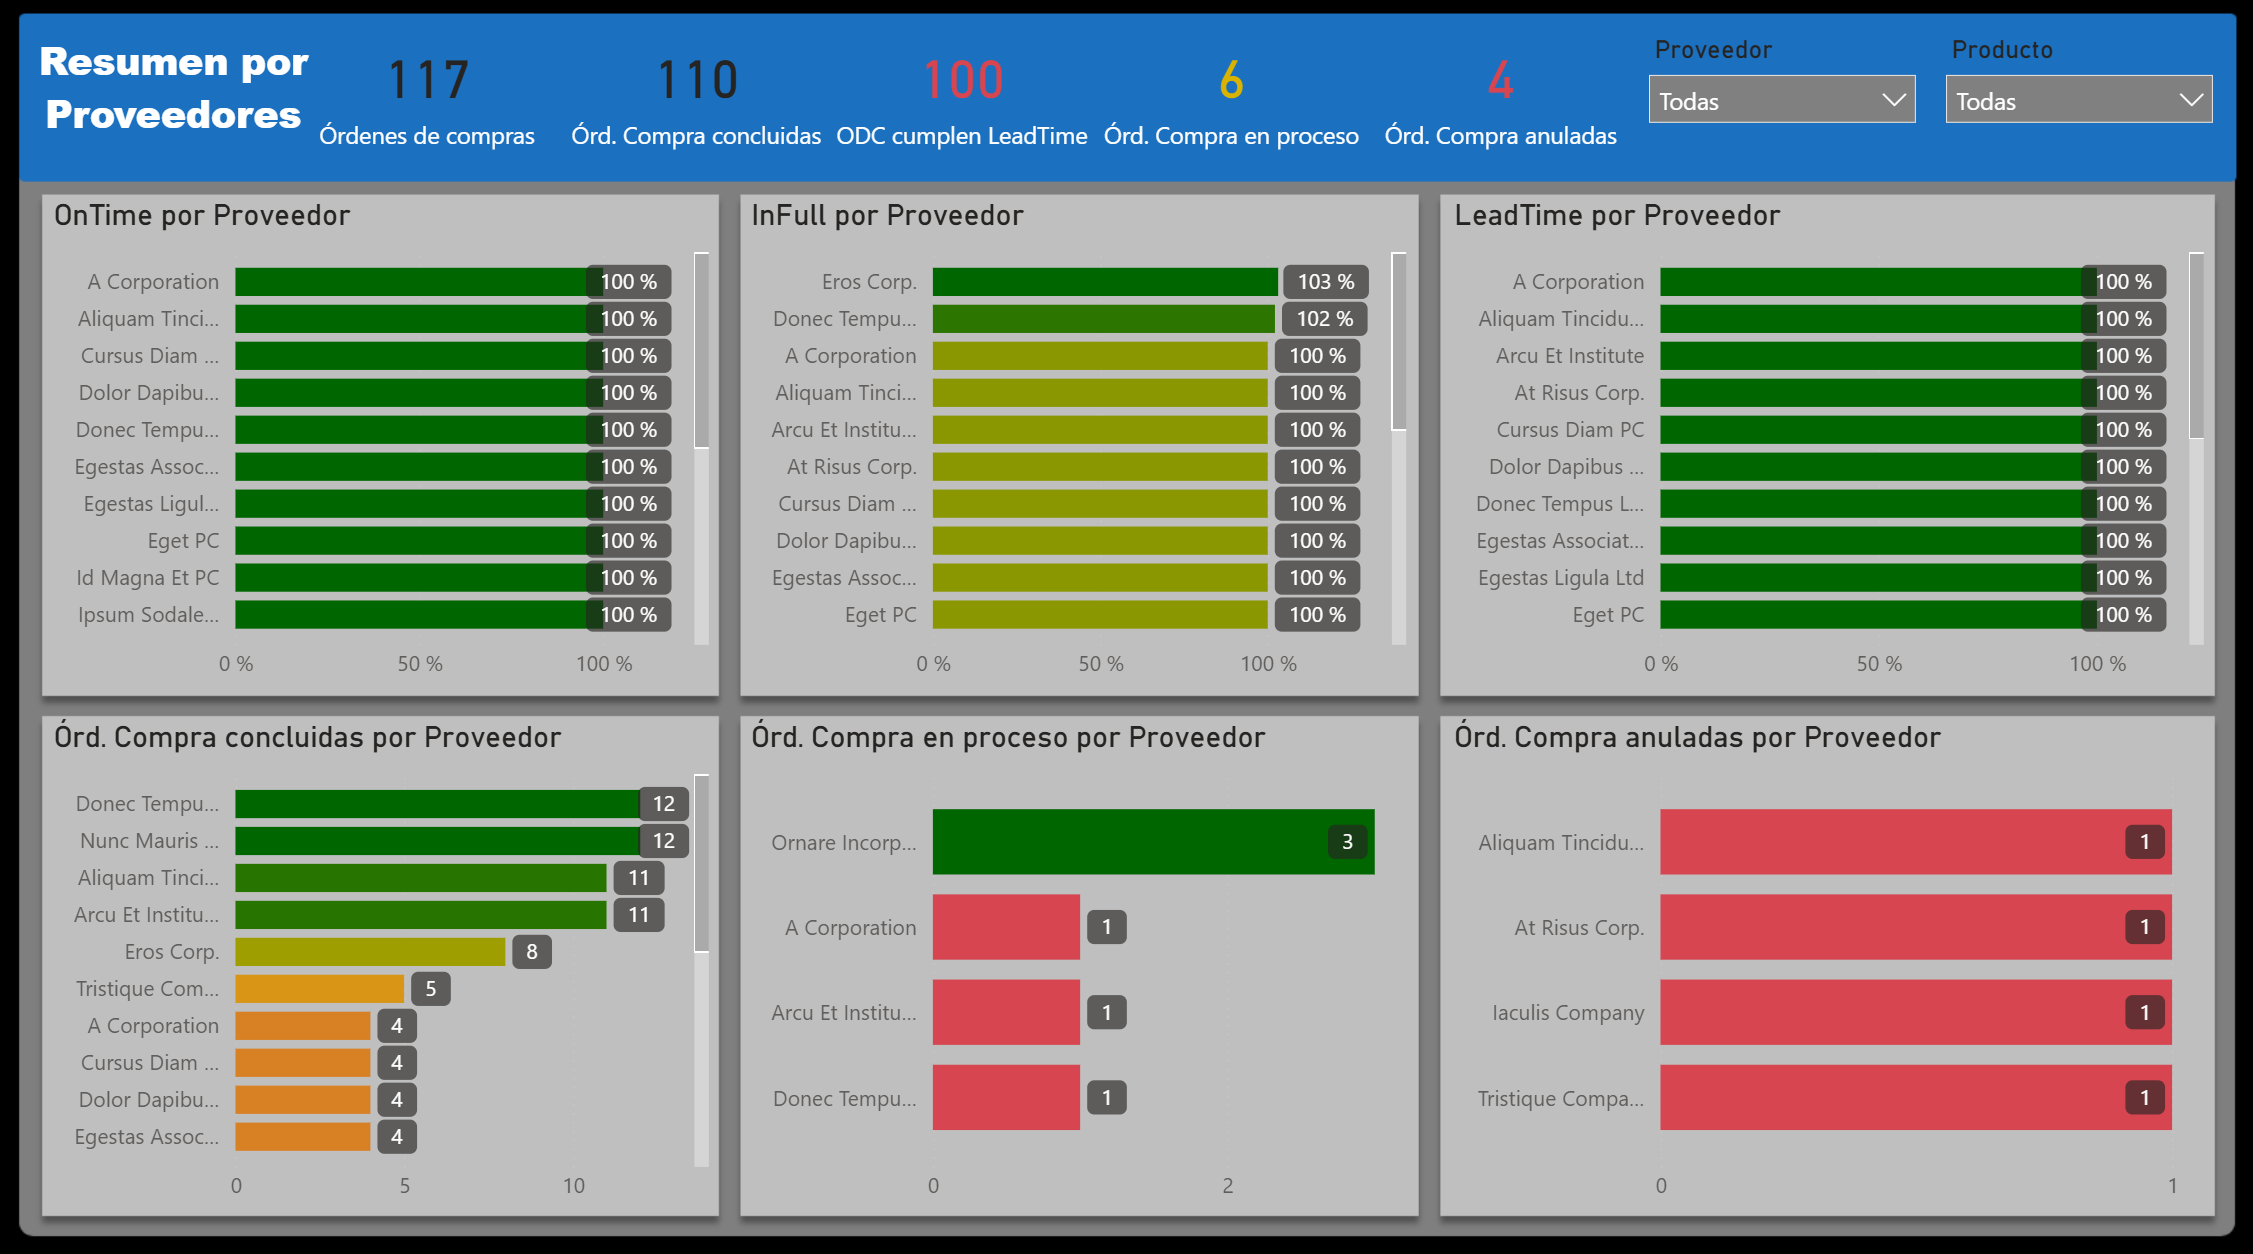 Resumen por
Proveedores
117
Órdenes de compras
110
Órd. Compra concluidas
100
ODC cumplen LeadTime
6
Órd. Compra en proceso
4
Órd. Compra anuladas
Proveedor
Todas
Producto
Todas
OnTime por Proveedor
A Corporation 100 %
Aliquam Tinci... 100 %
Cursus Diam ... 100 %
Dolor Dapibu... 100 %
Donec Tempu... 100 %
Egestas Assoc... 100 %
Egestas Ligul... 100 %
Eget PC 100 %
Id Magna Et PC 100 %
Ipsum Sodale... 100 %
0 % 50 % 100 %
InFull por Proveedor
Eros Corp. 103 %
Donec Tempu... 102 %
A Corporation 100 %
Aliquam Tinci... 100 %
Arcu Et Institu... 100 %
At Risus Corp. 100 %
Cursus Diam ... 100 %
Dolor Dapibu... 100 %
Egestas Assoc... 100 %
Eget PC 100 %
0 % 50 % 100 %
LeadTime por Proveedor
A Corporation 100 %
Aliquam Tincidu... 100 %
Arcu Et Institute 100 %
At Risus Corp. 100 %
Cursus Diam PC 100 %
Dolor Dapibus ... 100 %
Donec Tempus L... 100 %
Egestas Associat... 100 %
Egestas Ligula Ltd 100 %
Eget PC 100 %
0 % 50 % 100 %
Órd. Compra concluidas por Proveedor
Donec Tempu... 12
Nunc Mauris ... 12
Aliquam Tinci... 11
Arcu Et Institu... 11
Eros Corp. 8
Tristique Com... 5
A Corporation 4
Cursus Diam ... 4
Dolor Dapibu... 4
Egestas Assoc... 4
0 5 10
Órd. Compra en proceso por Proveedor
Ornare Incorp... 3
A Corporation 1
Arcu Et Institu... 1
Donec Tempu... 1
0 2
Órd. Compra anuladas por Proveedor
Aliquam Tincidu... 1
At Risus Corp. 1
Iaculis Company 1
Tristique Compa... 1
0 1